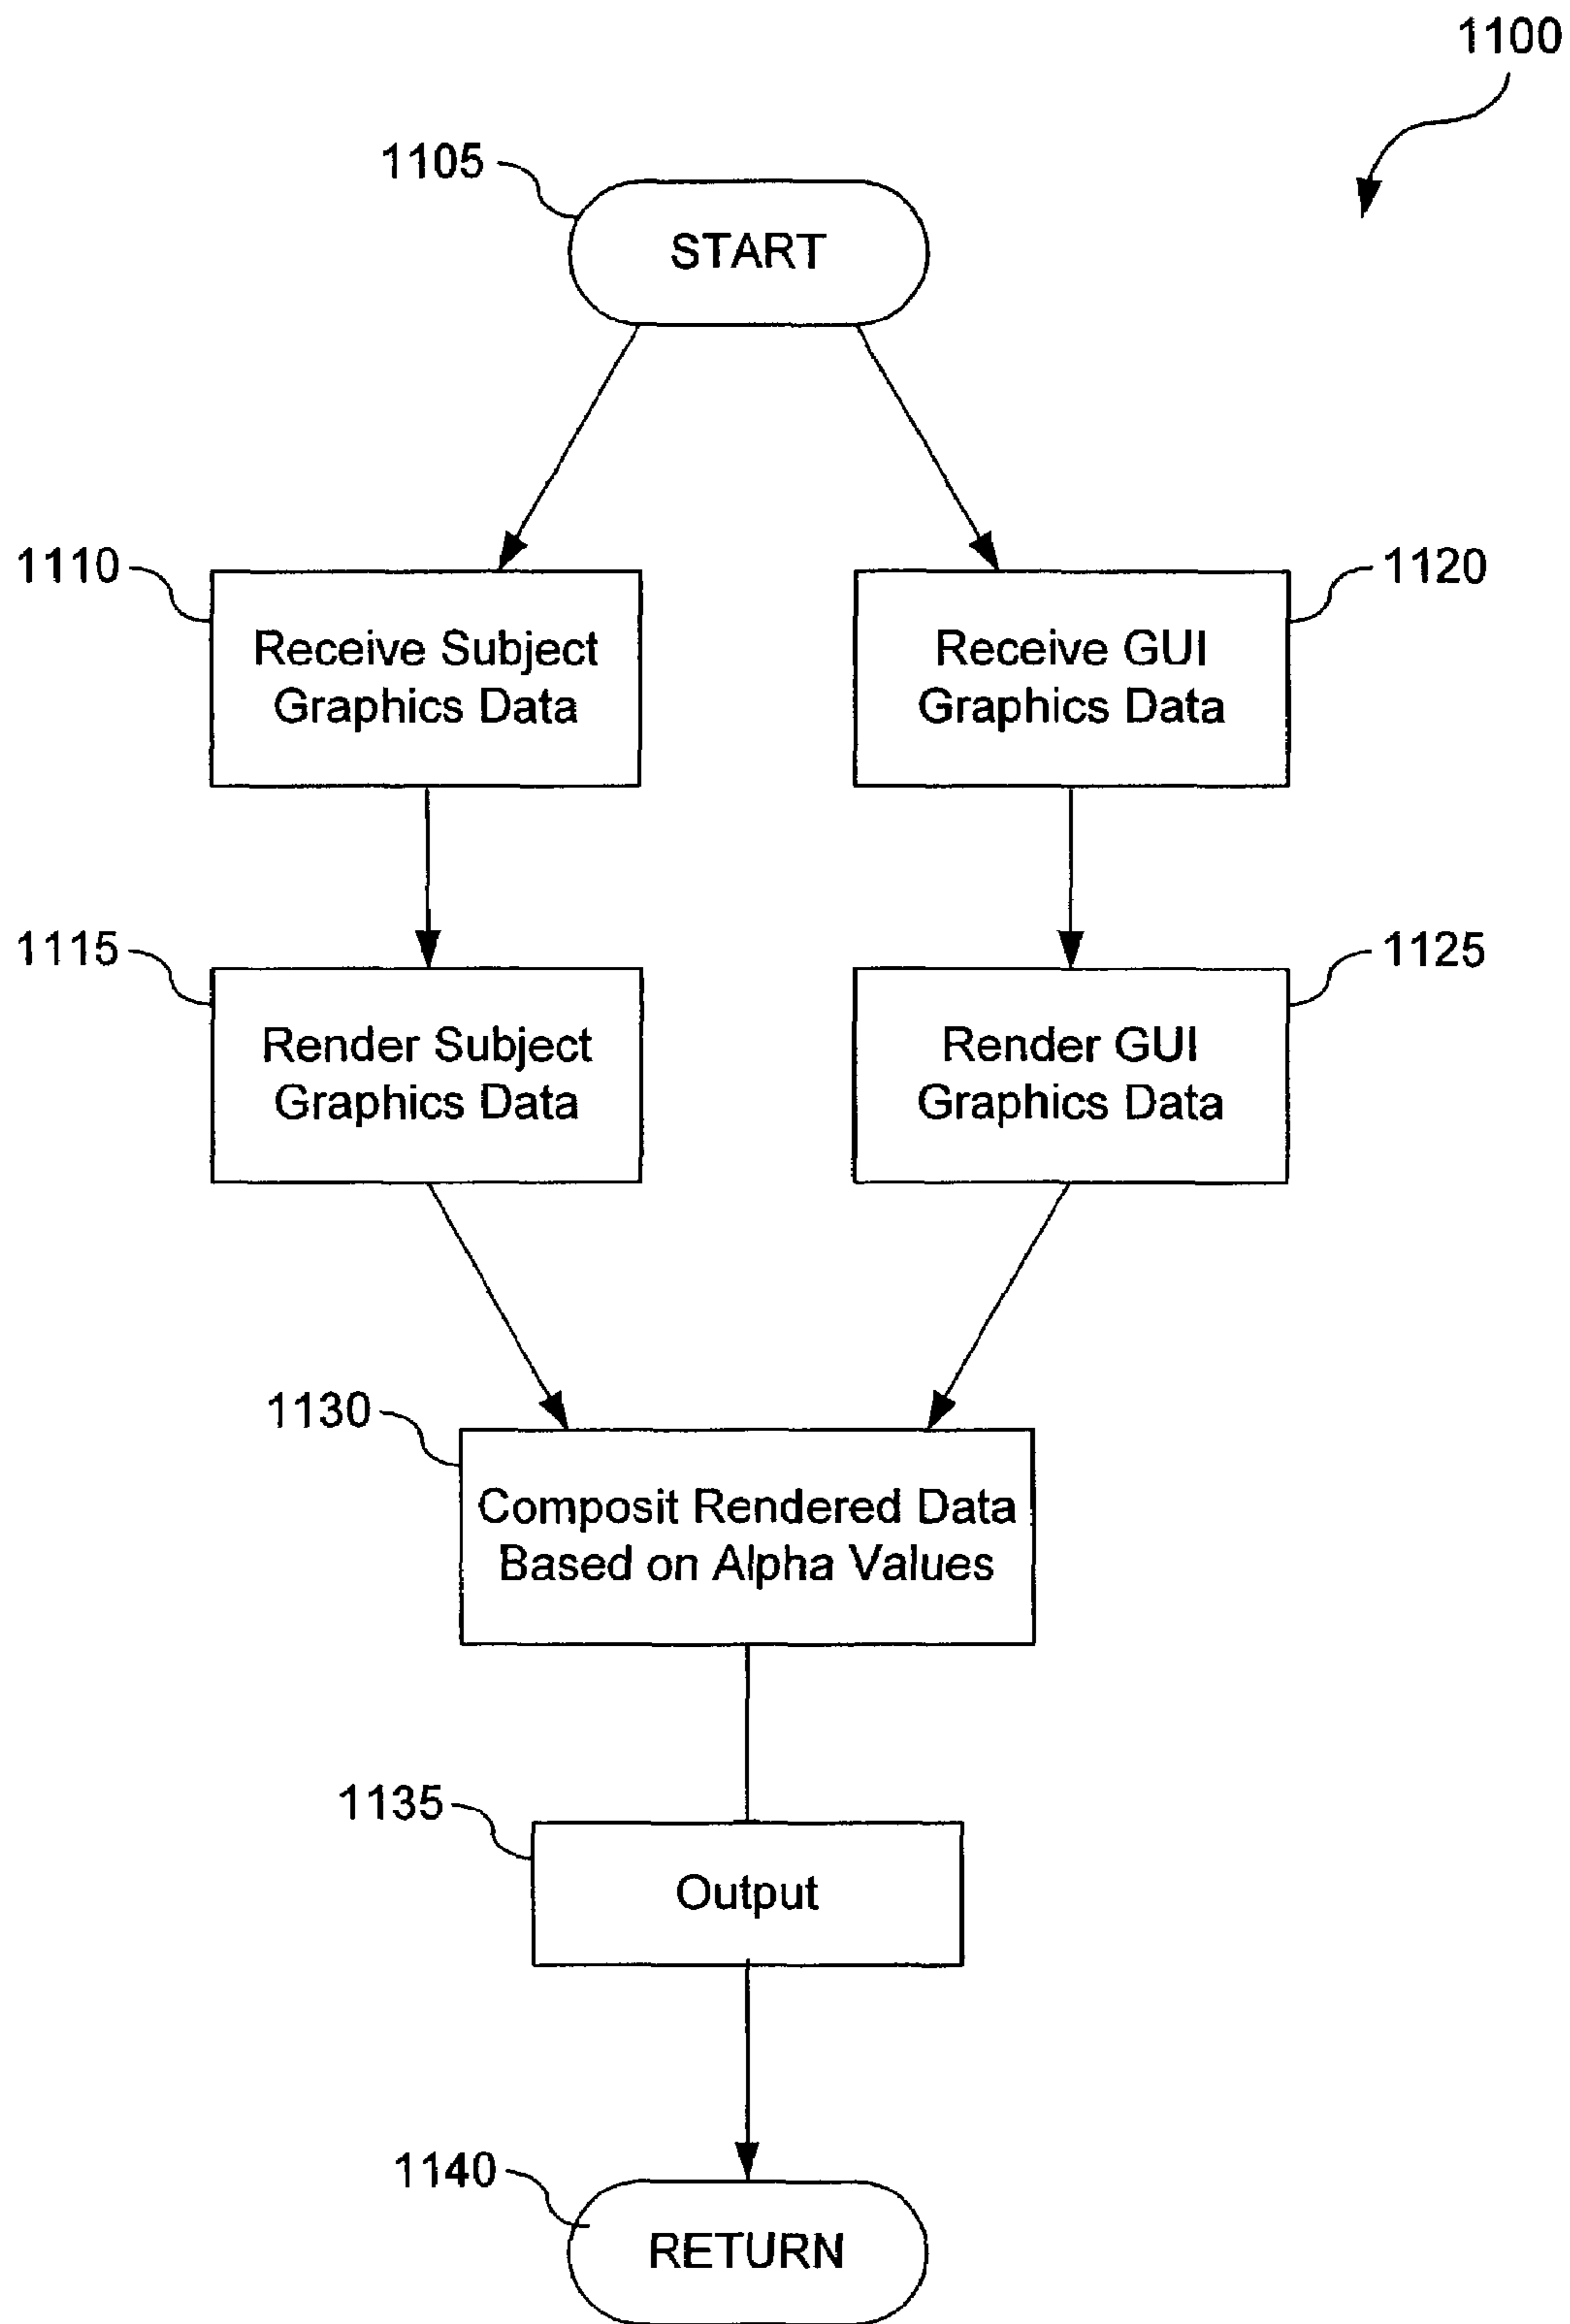 1100
1105
START
1110
Receive Subject
Graphics Data
1120
Receive GUI
Graphics Data
1115
Render Subject
Graphics Data
1125
Render GUI
Graphics Data
1130
Composit Rendered Data
Based on Alpha Values
1135
Output
1140
RETURN